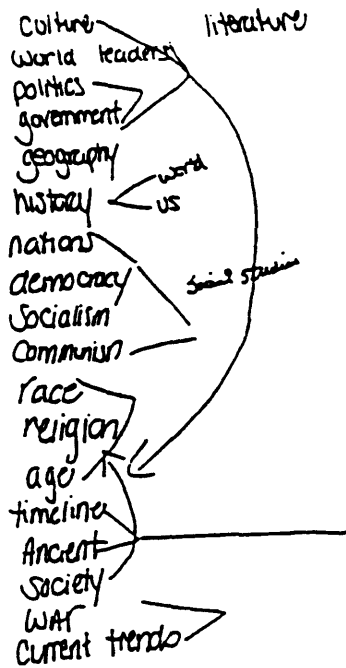 culture
literature
world leaders
politics
government
geography
world
history
US
nations
democracy
Social Studies
Socialism
Communism
race
religion
age
timeline
Ancient
Society
WAR
Current trends